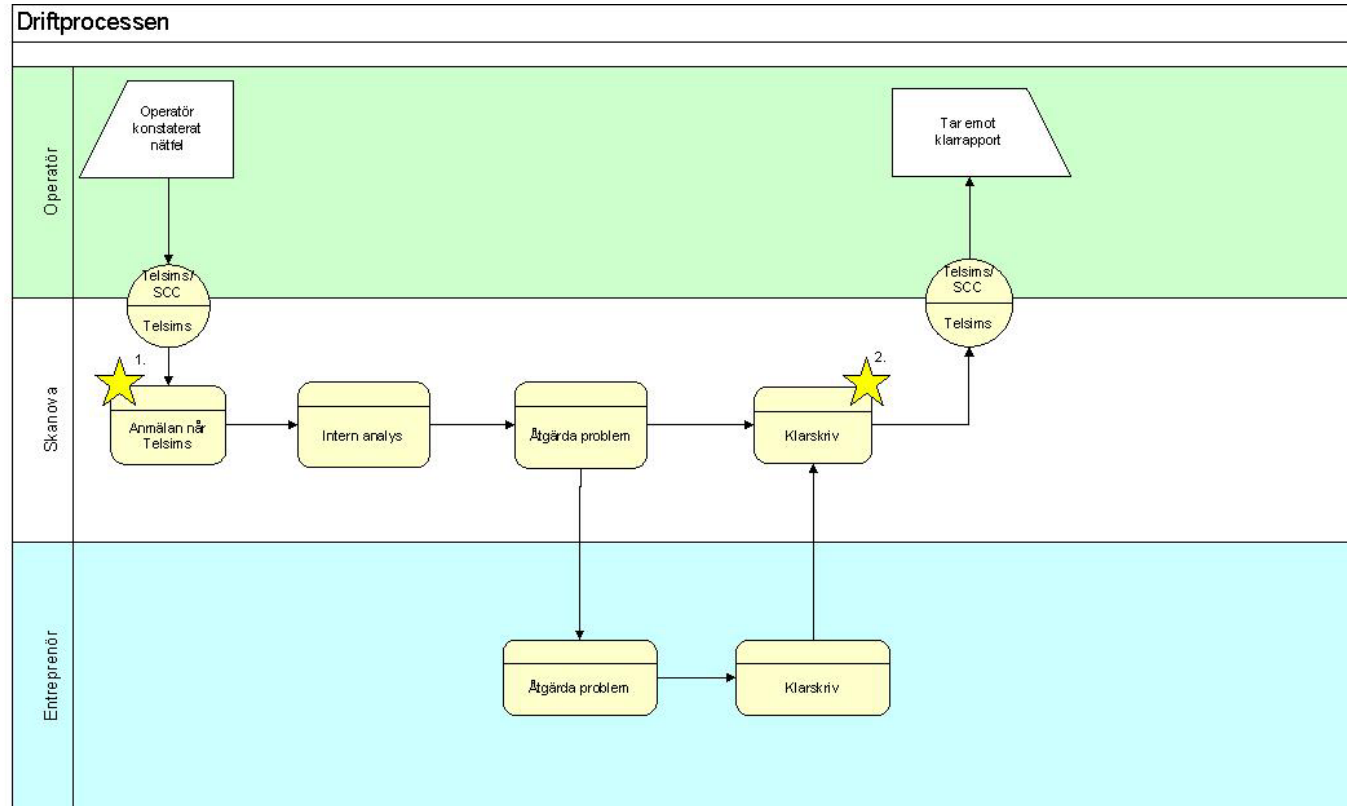 Driftprocessen
Operatör
Operatör
konstaterat
nätfel
Tar emot
klarrapport
Telsims/
SCC
Telsims
Telsims/
SCC
Telsims
Skanova
1.
Anmälan når
Telsims
Intern analys
Åtgärda problem
2.
Klarskriv
Entreprenör
Åtgärda problem
Klarskriv